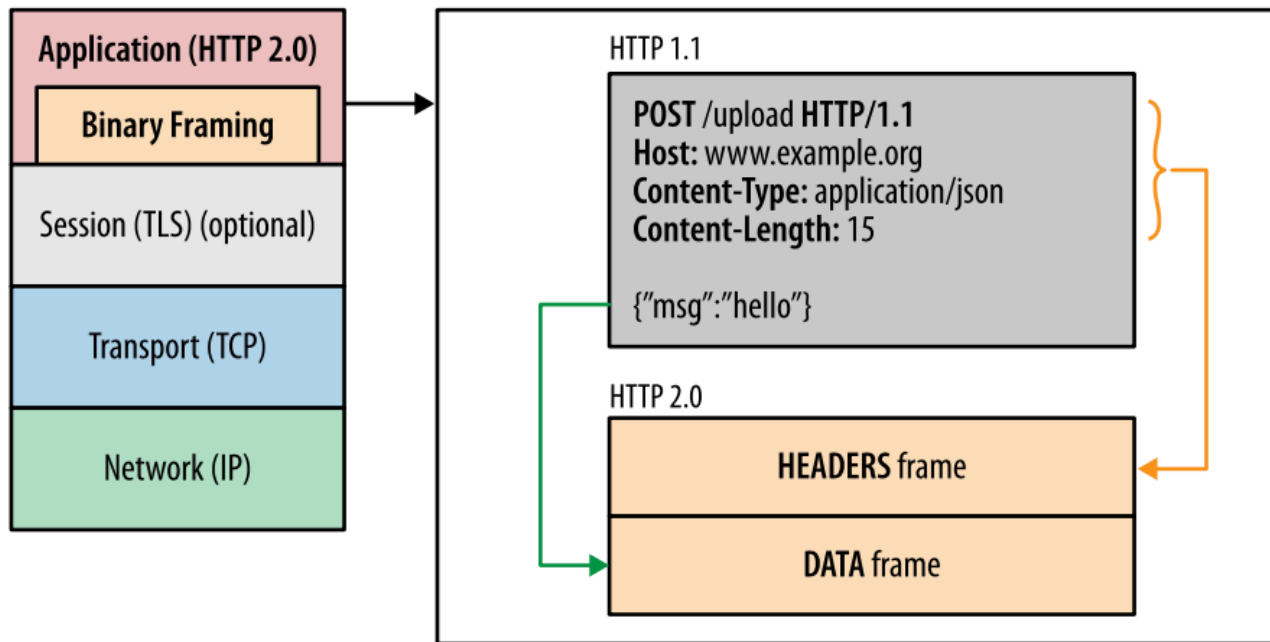 Application (HTTP 2.0)
Binary Framing
Session (TLS) (optional)
Transport (TCP)
Network (IP)
HTTP 1.1
POST /upload HTTP/1.1
Host: www.example.org
Content-Type: application/json
Content-Length: 15
{”msg”:”hello”}
HTTP 2.0
HEADERS frame
DATA frame